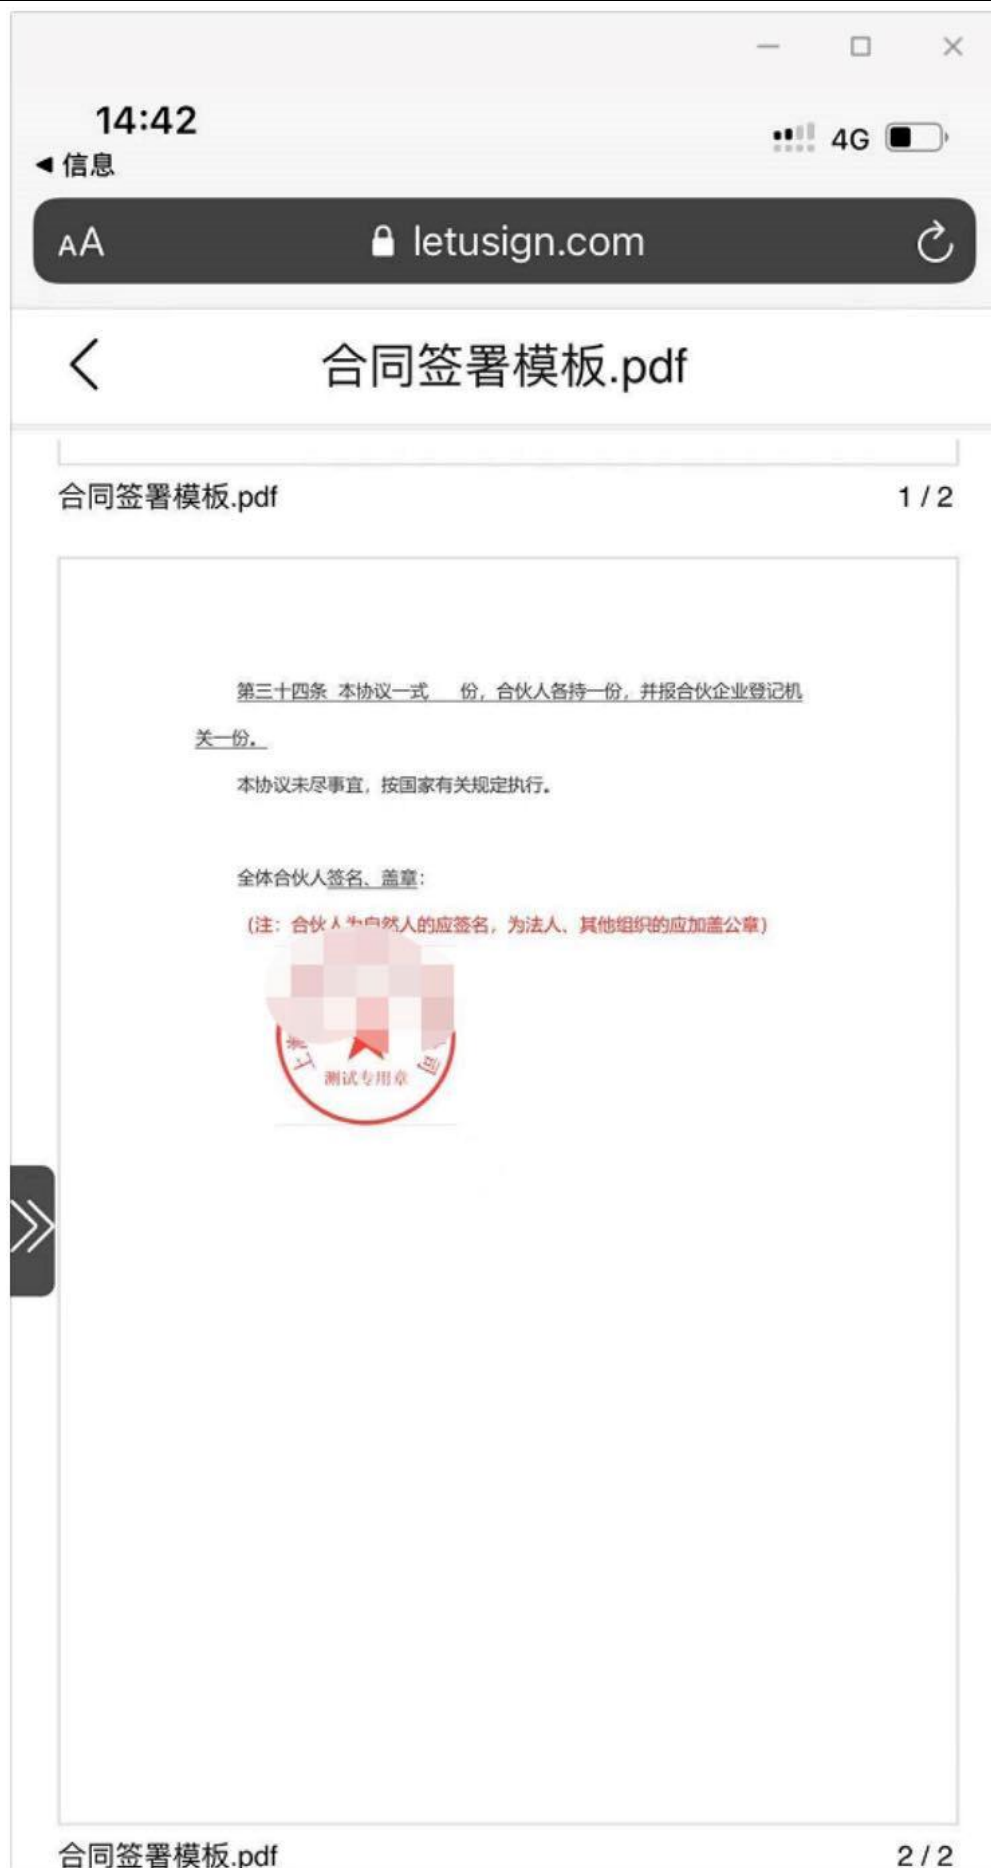 14:42
4G
信息
AA
letusign.com
合同签署模板.pdf
合同签署模板.pdf
1 / 2
第三十四条 本协议一式 份，合伙人各持一份，并报合伙企业登记机
关一份。
本协议未尽事宜，按国家有关规定执行。
全体合伙人签名、盖章：
（注：合伙人为自然人的应签名，为法人、其他组织的应加盖公章）
上 司
测试专用章
合同签署模板.pdf
2 / 2